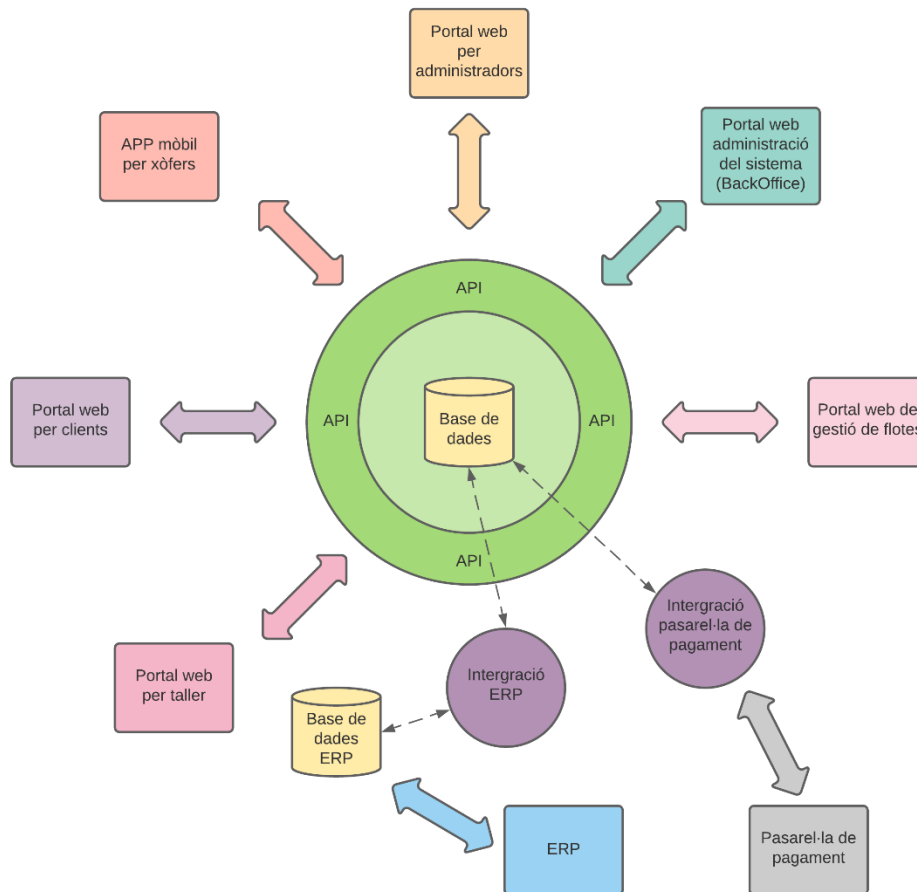 Portal web
per
administradors
APP mòbil
per xòfers
Portal web
administració
del sistema
(BackOffice)
API
Portal web
per clients
API
Base de
dades
API
Portal web de
gestió de flotes
API
Intergració
pasarel·la de
pagament
Portal web
per taller
Intergració
ERP
Base de
dades
ERP
ERP
Pasarel·la de
pagament